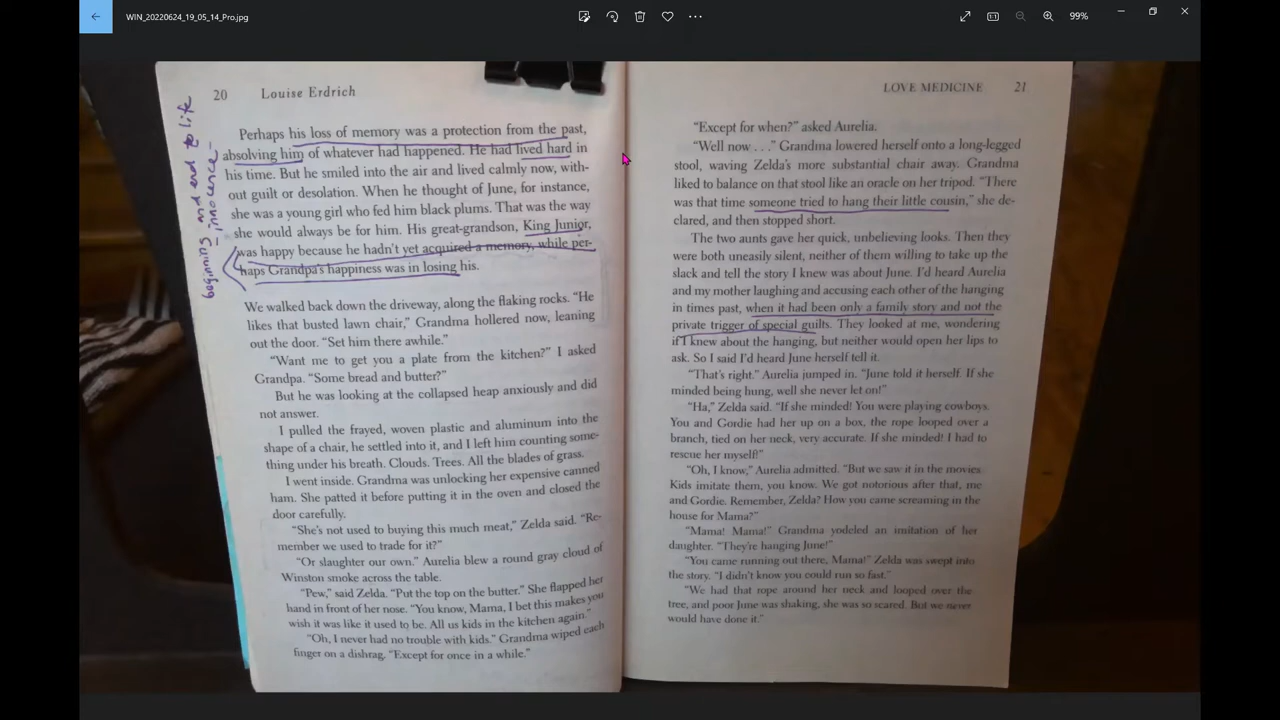 WIN_20220624_19_05_14_Pro.jpg
99%
20 Louise Erdrich
Perhaps his loss of memory was a protection from the past,
absolving him of whatever had happened. He had lived hard in
his time. But he smiled into the air and lived calmly now, with-
out guilt or desolation. When he thought of June, for instance,
she was a young girl who fed him black plums. That was the way
she would always be for him. His great-grandson, King Junior,
was happy because he hadn't yet acquired a memory, while per-
haps Grandpa's happiness was in losing his.
We walked back down the driveway, along the flaking rocks. "He
likes that busted lawn chair," Grandma hollered now, leaning
out the door. "Set him there awhile."
"Want me to get you a plate from the kitchen?" I asked
Grandpa. "Some bread and butter?"
But he was looking at the collapsed heap anxiously and did
not answer.
I pulled the frayed, woven plastic and aluminum into the
shape of a chair, he settled into it, and I left him counting some-
thing under his breath. Clouds. Trees. All the blades of grass.
I went inside. Grandma was unlocking her expensive canned
ham. She patted it before putting it in the oven and closed the
door carefully.
"She's not used to buying this much meat," Zelda said. "Re-
member we used to trade for it?"
"Or slaughter our own." Aurelia blew a round gray cloud of
Winston smoke across the table.
"Pew," said Zelda. "Put the top on the butter." She flapped her
hand in front of her nose. "You know, Mama, I bet this makes you
wish it was like it used to be. All us kids in the kitchen again."
"Oh, I never had no trouble with kids." Grandma wiped each
finger on a dishrag. "Except for once in a while."
beginning and end to life
- innocence -
LOVE MEDICINE 21
"Except for when?" asked Aurelia.
"Well now . . ." Grandma lowered herself onto a long-legged
stool, waving Zelda's more substantial chair away. Grandma
liked to balance on that stool like an oracle on her tripod. "There
was that time someone tried to hang their little cousin," she de-
clared, and then stopped short.
The two aunts gave her quick, unbelieving looks. Then they
were both uneasily silent, neither of them willing to take up the
slack and tell the story I knew was about June. I'd heard Aurelia
and my mother laughing and accusing each other of the hanging
in times past, when it had been only a family story and not the
private trigger of special guilts. They looked at me, wondering
if I knew about the hanging, but neither would open her lips to
ask. So I said I'd heard June herself tell it.
"That's right." Aurelia jumped in. "June told it herself. If she
minded being hung, well she never let on!"
"Ha," Zelda said. "If she minded! You were playing cowboys.
You and Gordie had her up on a box, the rope looped over a
branch, tied on her neck, very accurate. If she minded! I had to
rescue her myself!"
"Oh, I know," Aurelia admitted. "But we saw it in the movies.
Kids imitate them, you know. We got notorious after that, me
and Gordie. Remember, Zelda? How you came screaming in the
house for Mama?"
"Mama! Mama!" Grandma yodeled an imitation of her
daughter. "They're hanging June!"
"You came running out there, Mama!" Zelda was swept into
the story. "I didn't know you could run so fast."
"We had that rope around her neck and looped over the
tree, and poor June was shaking, she was so scared. But we never
would have done it."